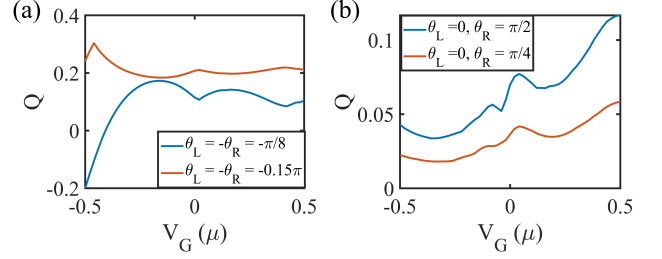 (a)
0.4
0.2
0
-0.2
Q
θ_L = -θ_R = -π/8
θ_L = -θ_R = -0.15π
-0.5
0
0.5
V_G (μ)
(b)
0.1
0.05
0
Q
θ_L =0, θ_R = π/2
θ_L =0, θ_R = π/4
-0.5
0
0.5
V_G (μ)